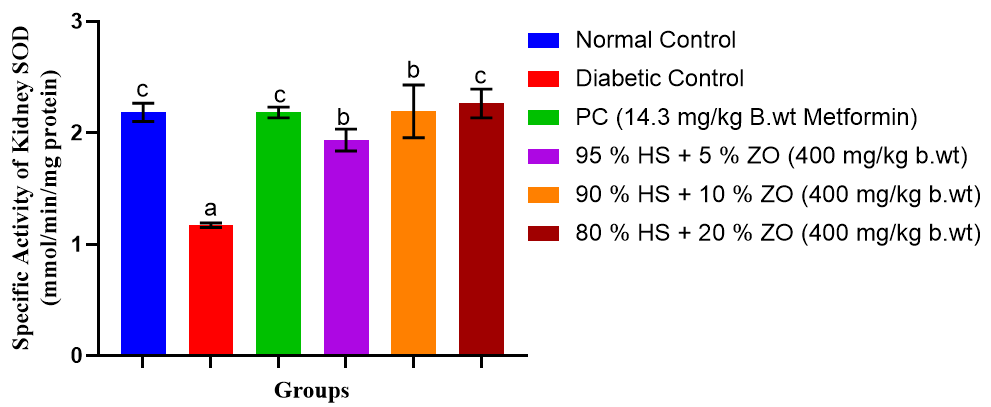 Specific Activity of Kidney SOD
(mmol/min/mg protein)
3
2
1
0
c
a
c
b
b
c
Groups
Normal Control
Diabetic Control
PC (14.3 mg/kg B.wt Metformin)
95 % HS + 5 % ZO (400 mg/kg b.wt)
90 % HS + 10 % ZO (400 mg/kg b.wt)
80 % HS + 20 % ZO (400 mg/kg b.wt)